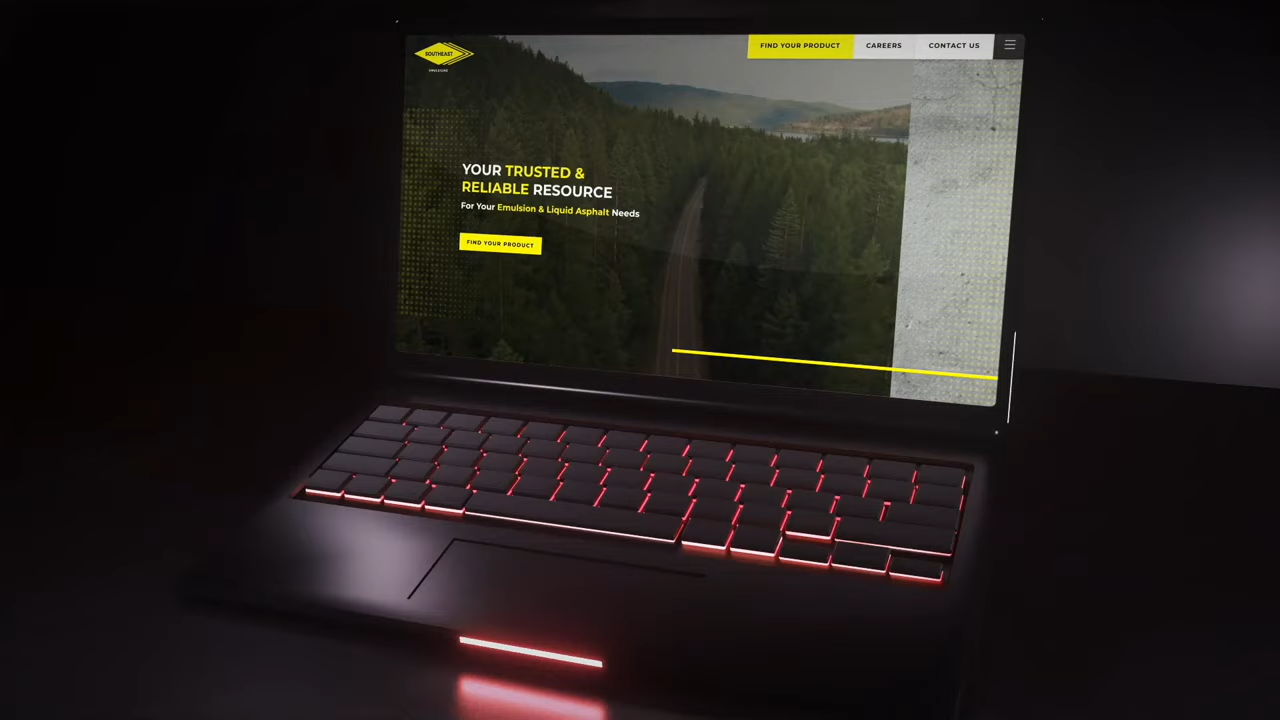 SOUTHEAST
EMULSIONS
FIND YOUR PRODUCT
CAREERS
CONTACT US
YOUR TRUSTED &
RELIABLE RESOURCE
For Your Emulsion & Liquid Asphalt Needs
FIND YOUR PRODUCT